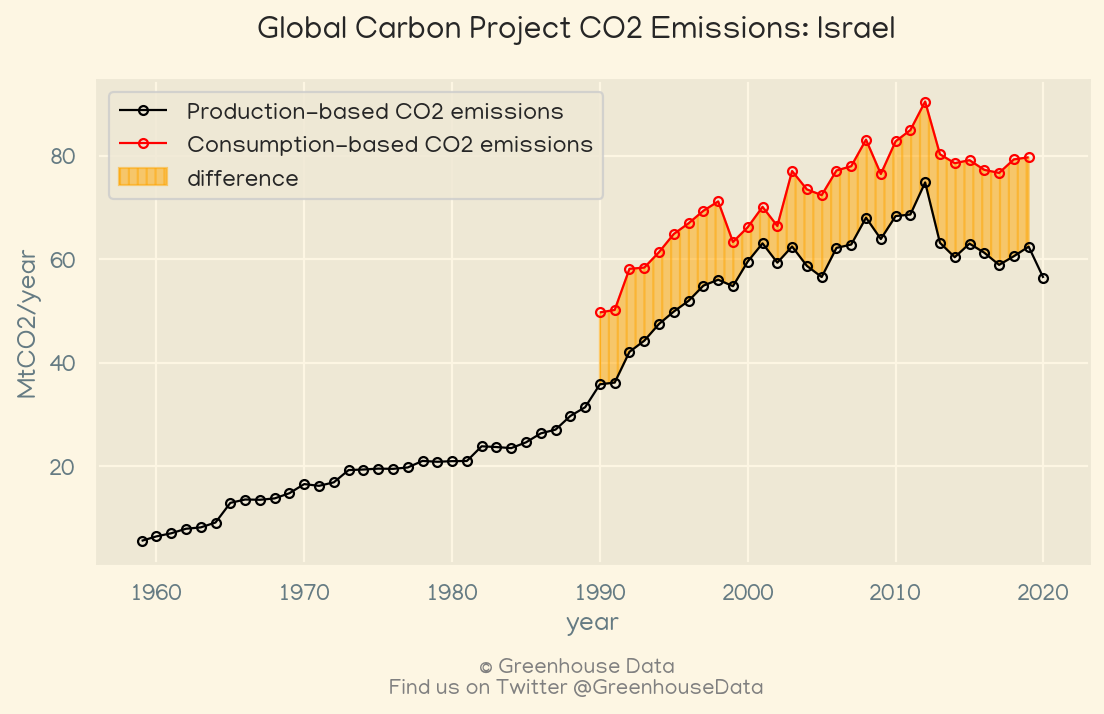 Global Carbon Project CO2 Emissions: Israel
Production-based CO2 emissions
Consumption-based CO2 emissions
difference
MtCO2/year
80
60
40
20
1960 1970 1980 1990 2000 2010 2020
year
© Greenhouse Data
Find us on Twitter @GreenhouseData